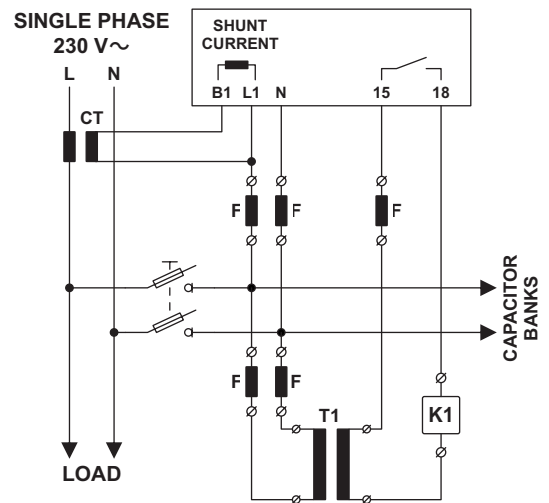 SINGLE PHASE
230 V~
L N
CT
SHUNT
CURRENT
B1 L1 N 15 18
F F F
F F
T1
K1
CAPACITOR
BANKS
LOAD